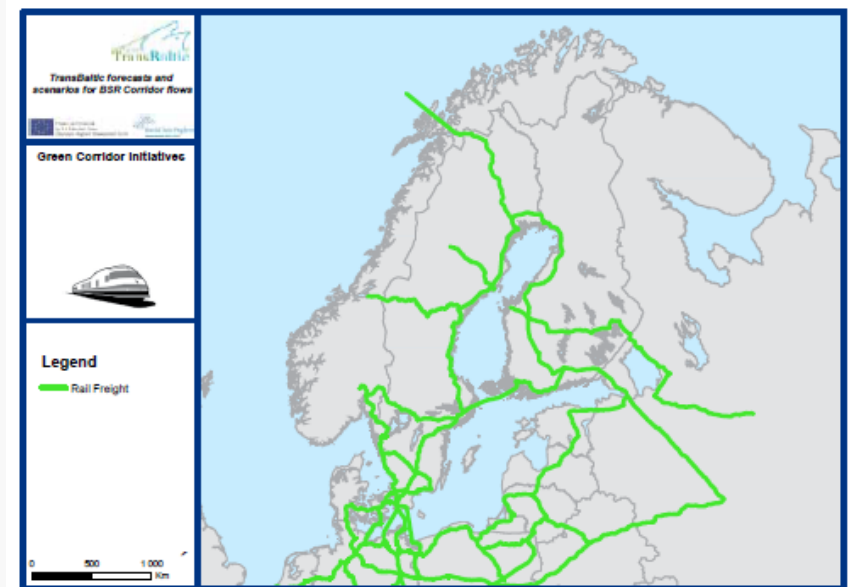 TransBaltic
TransBaltic forecasts and
scenarios for BSR Corridor flows
Green Corridor Initiatives
Legend
Rail Freight
0 500 1 000
Km